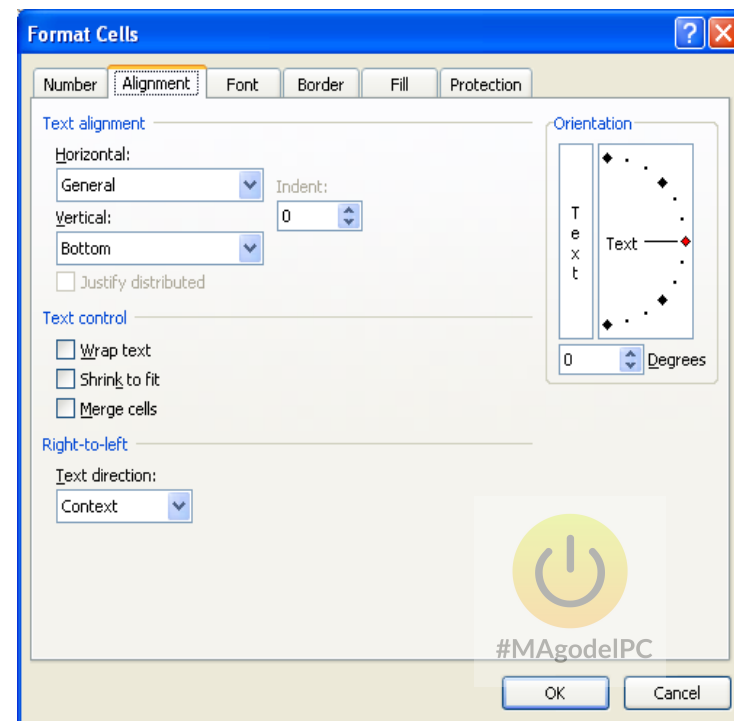 Format Cells
Number Alignment Font Border Fill Protection
Text alignment
Horizontal:
General
Indent:
0
Vertical:
Bottom
Justify distributed
Text control
Wrap text
Shrink to fit
Merge cells
Right-to-left
Text direction:
Context
Orientation
T
e
x
t
Text
0 Degrees
#MAgodelPC
OK Cancel